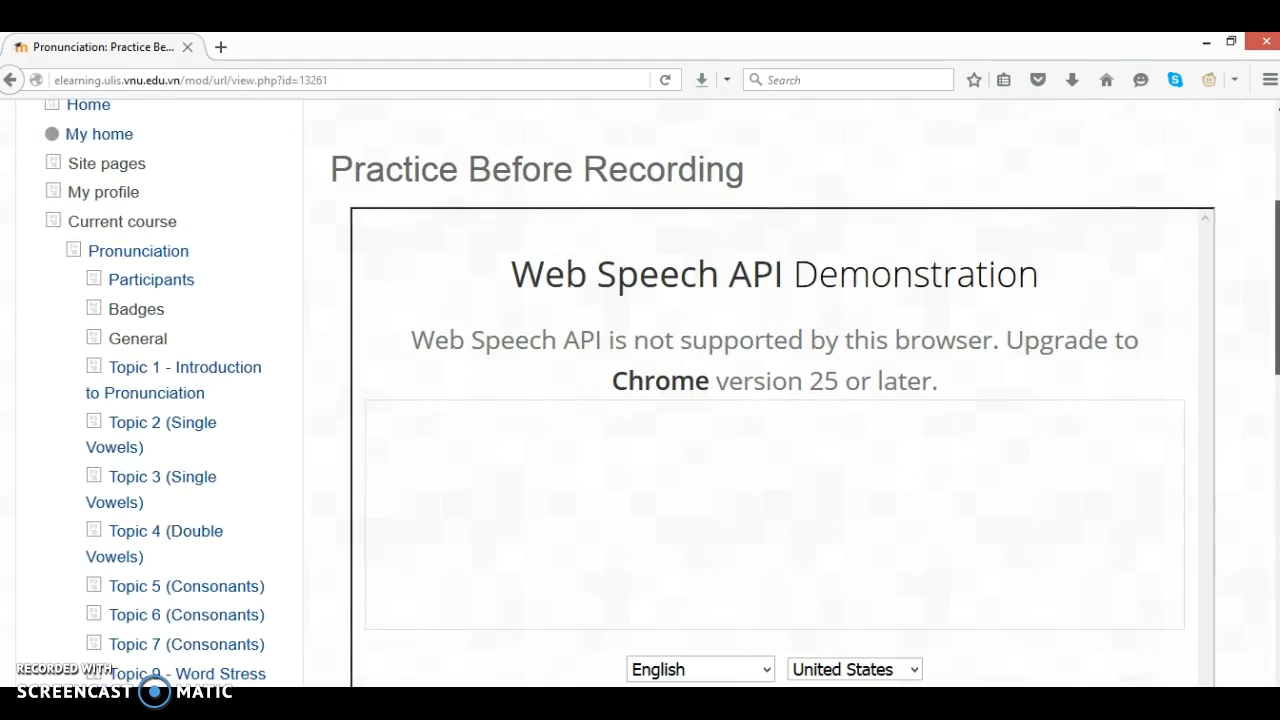 Pronunciation: Practice Be...
elearning.ulis.vnu.edu.vn/mod/url/view.php?id=13261
Search
Home
My home
Site pages
My profile
Current course
Pronunciation
Participants
Badges
General
Topic 1 - Introduction
to Pronunciation
Topic 2 (Single
Vowels)
Topic 3 (Single
Vowels)
Topic 4 (Double
Vowels)
Topic 5 (Consonants)
Topic 6 (Consonants)
Topic 7 (Consonants)
Topic 9 - Word Stress
Practice Before Recording
Web Speech API Demonstration
Web Speech API is not supported by this browser. Upgrade to
Chrome version 25 or later.
English
United States
RECORDED WITH
SCREENCAST MATIC